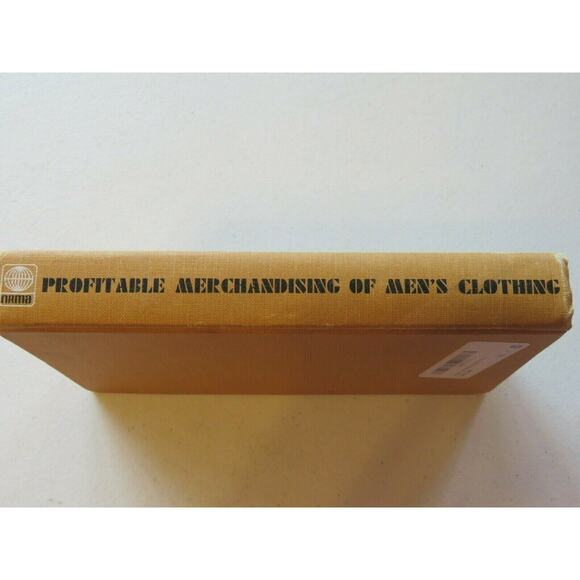 nrma
PROFITABLE MERCHANDISING OF MEN'S CLOTHING